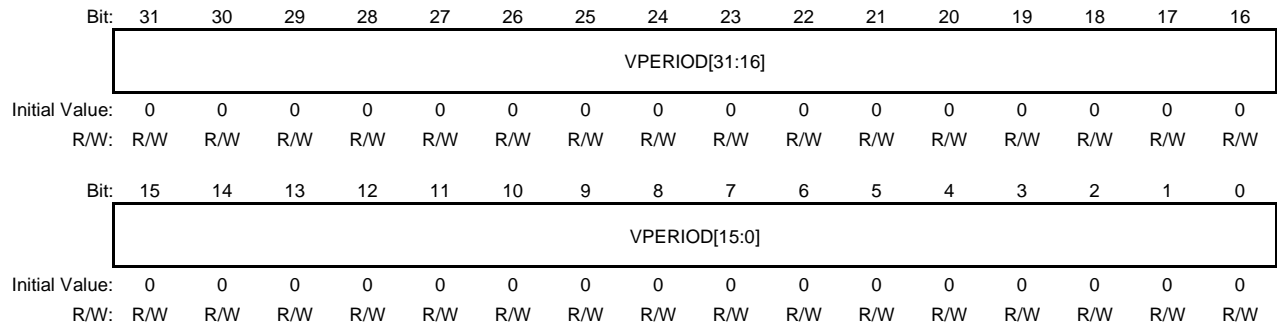 Bit: 31 30 29 28 27 26 25 24 23 22 21 20 19 18 17 16
VPERIOD[31:16]
Initial Value: 0 0 0 0 0 0 0 0 0 0 0 0 0 0 0 0
R/W: R/W R/W R/W R/W R/W R/W R/W R/W R/W R/W R/W R/W R/W R/W R/W R/W
Bit: 15 14 13 12 11 10 9 8 7 6 5 4 3 2 1 0
VPERIOD[15:0]
Initial Value: 0 0 0 0 0 0 0 0 0 0 0 0 0 0 0 0
R/W: R/W R/W R/W R/W R/W R/W R/W R/W R/W R/W R/W R/W R/W R/W R/W R/W